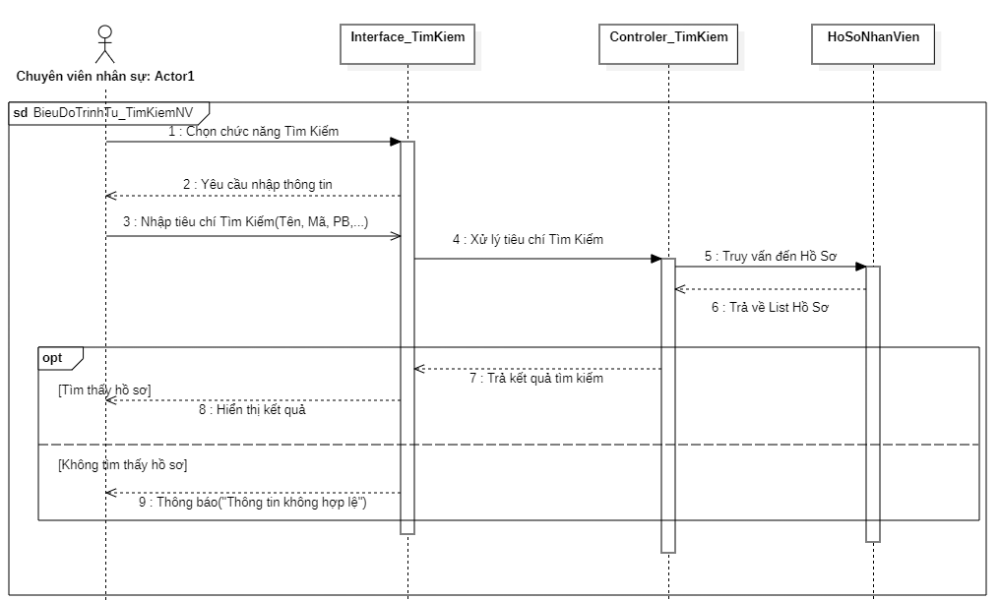 Interface_TimKiem
Controler_TimKiem
HoSoNhanVien
Chuyên viên nhân sự: Actor1
sd BieuDoTrinhTu_TimKiemNV
1 : Chọn chức năng Tìm Kiếm
2 : Yêu cầu nhập thông tin
3 : Nhập tiêu chí Tìm Kiếm(Tên, Mã, PB,...)
4 : Xử lý tiêu chí Tìm Kiếm
5 : Truy vấn đến Hồ Sơ
6 : Trả về List Hồ Sơ
opt
7 : Trả kết quả tìm kiếm
[Tìm thấy hồ sơ]
8 : Hiển thị kết quả
[Không tìm thấy hồ sơ]
9 : Thông báo("Thông tin không hợp lệ")